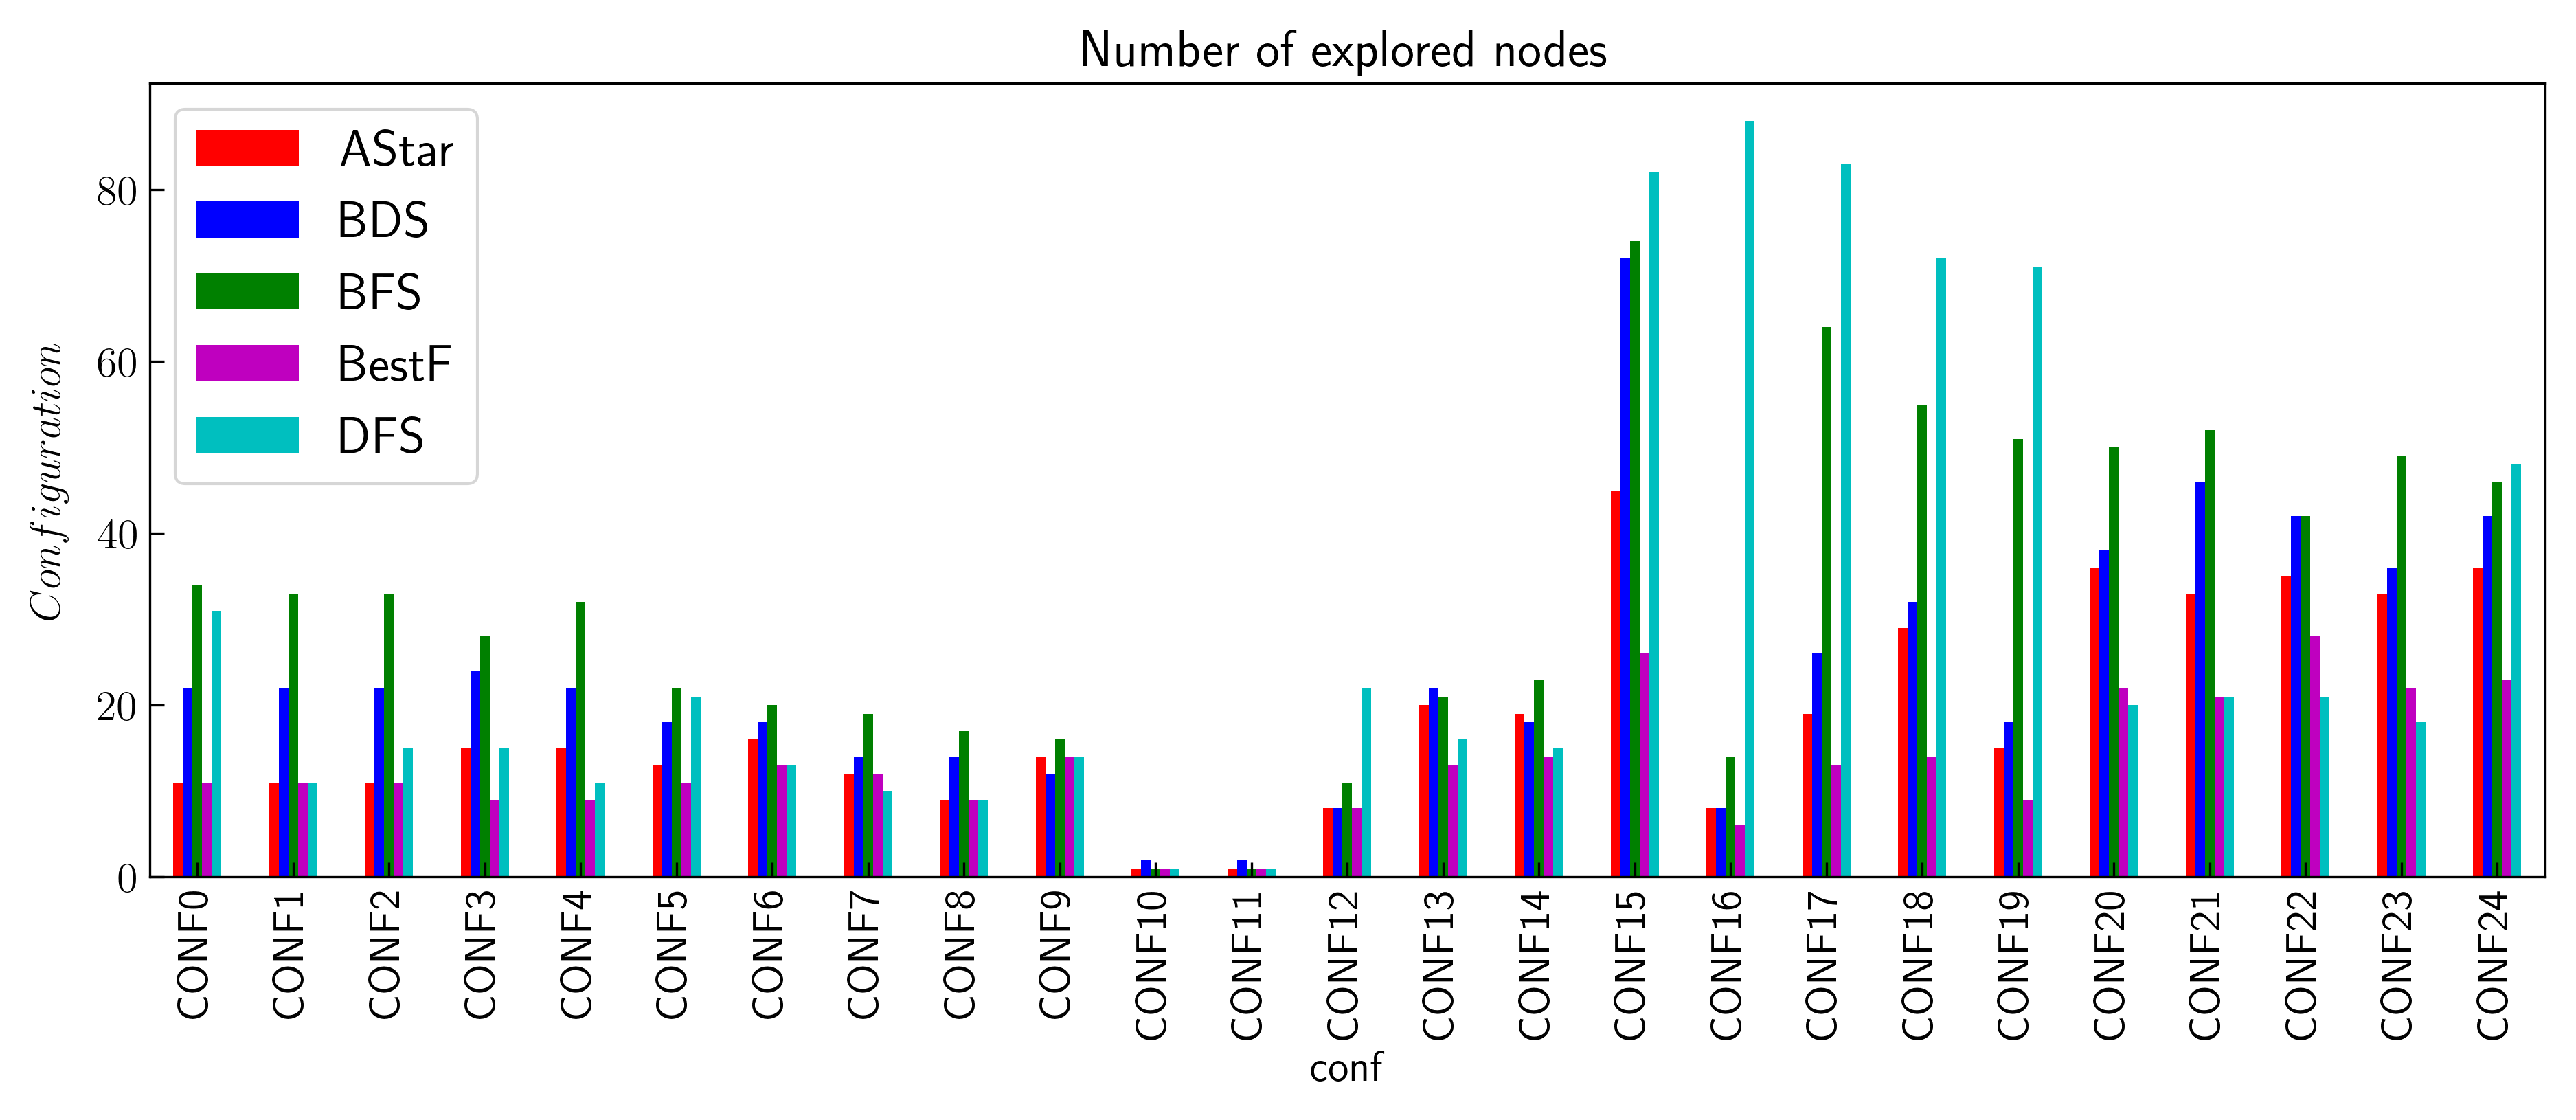 Number of explored nodes
AStar
BDS
BFS
BestF
DFS
Configuration
80
60
40
20
0
CONF0
CONF1
CONF2
CONF3
CONF4
CONF5
CONF6
CONF7
CONF8
CONF9
CONF10
CONF11
CONF12
CONF13
CONF14
CONF15
CONF16
CONF17
CONF18
CONF19
CONF20
CONF21
CONF22
CONF23
CONF24
conf